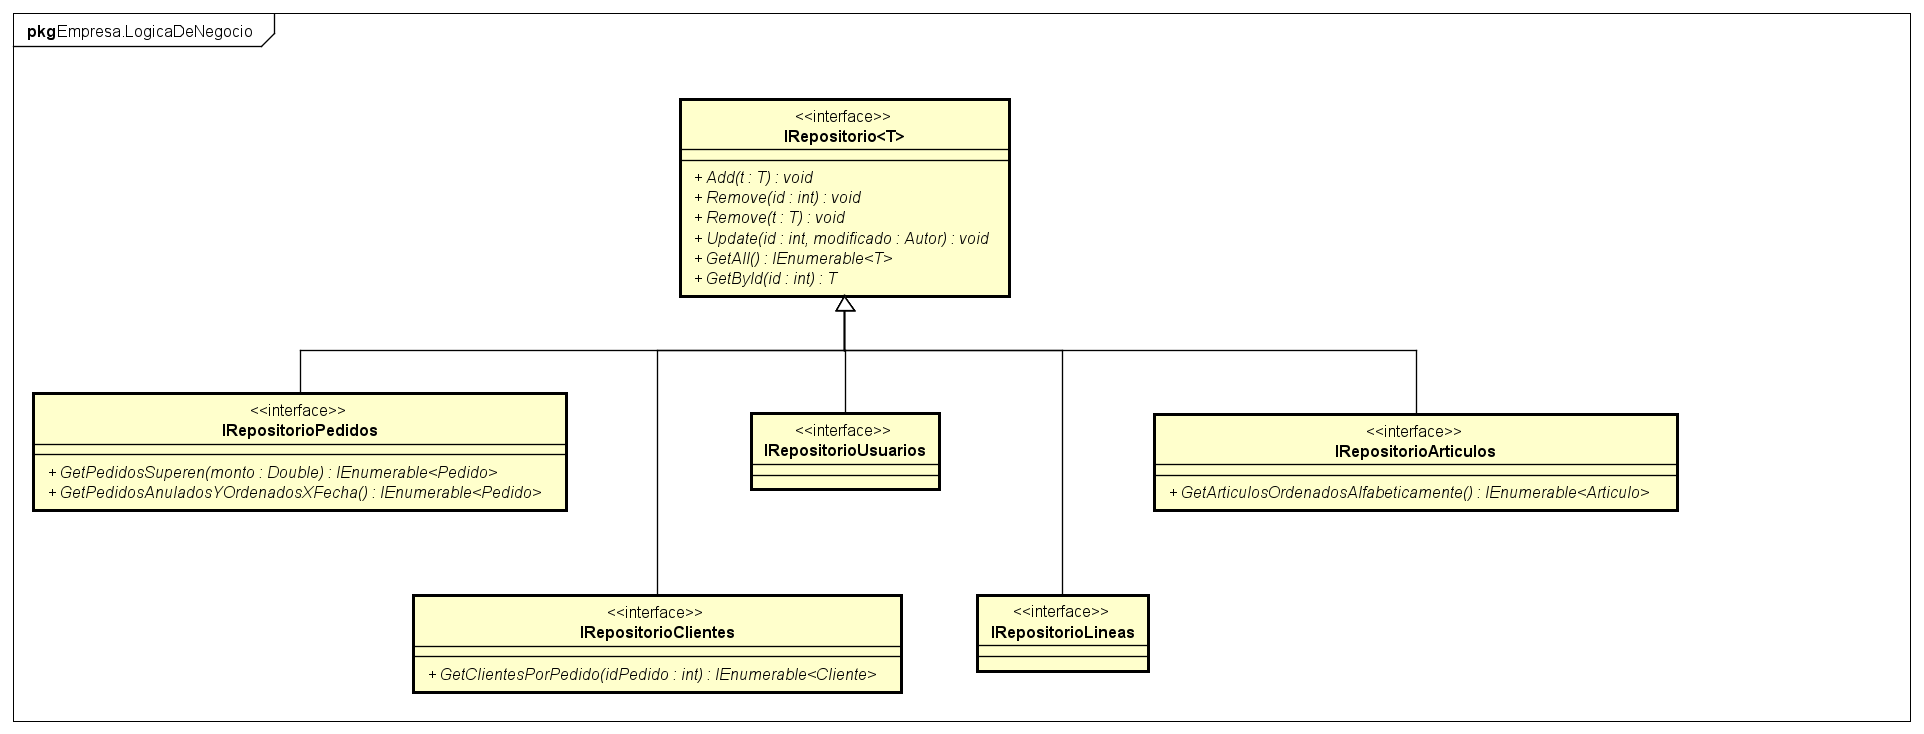 pkg Empresa.LogicaDeNegocio
<<interface>>
IRepositorio<T>
+ Add(t : T) : void
+ Remove(id : int) : void
+ Remove(t : T) : void
+ Update(id : int, modificado : Autor) : void
+ GetAll() : IEnumerable<T>
+ GetById(id : int) : T
<<interface>>
IRepositorioPedidos
+ GetPedidosSuperen(monto : Double) : IEnumerable<Pedido>
+ GetPedidosAnuladosYOrdenadosXFecha() : IEnumerable<Pedido>
<<interface>>
IRepositorioUsuarios
<<interface>>
IRepositorioArticulos
+ GetArticulosOrdenadosAlfabeticamente() : IEnumerable<Articulo>
<<interface>>
IRepositorioClientes
+ GetClientesPorPedido(idPedido : int) : IEnumerable<Cliente>
<<interface>>
IRepositorioLineas